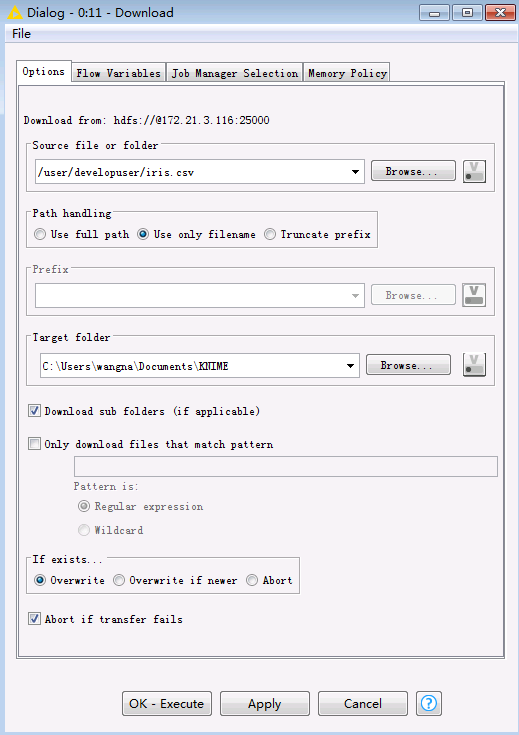 Dialog - 0:11 - Download
File
Options Flow Variables Job Manager Selection Memory Policy
Download from: hdfs://@172.21.3.116:25000
Source file or folder
/user/developuser/iris.csv Browse... V
Path handling
Use full path Use only filename Truncate prefix
Prefix
Browse... V
Target folder
C:\Users\wangna\Documents\KNIME Browse... V
Download sub folders (if applicable)
Only download files that match pattern
Pattern is:
Regular expression
Wildcard
If exists...
Overwrite Overwrite if newer Abort
Abort if transfer fails
OK - Execute Apply Cancel ?